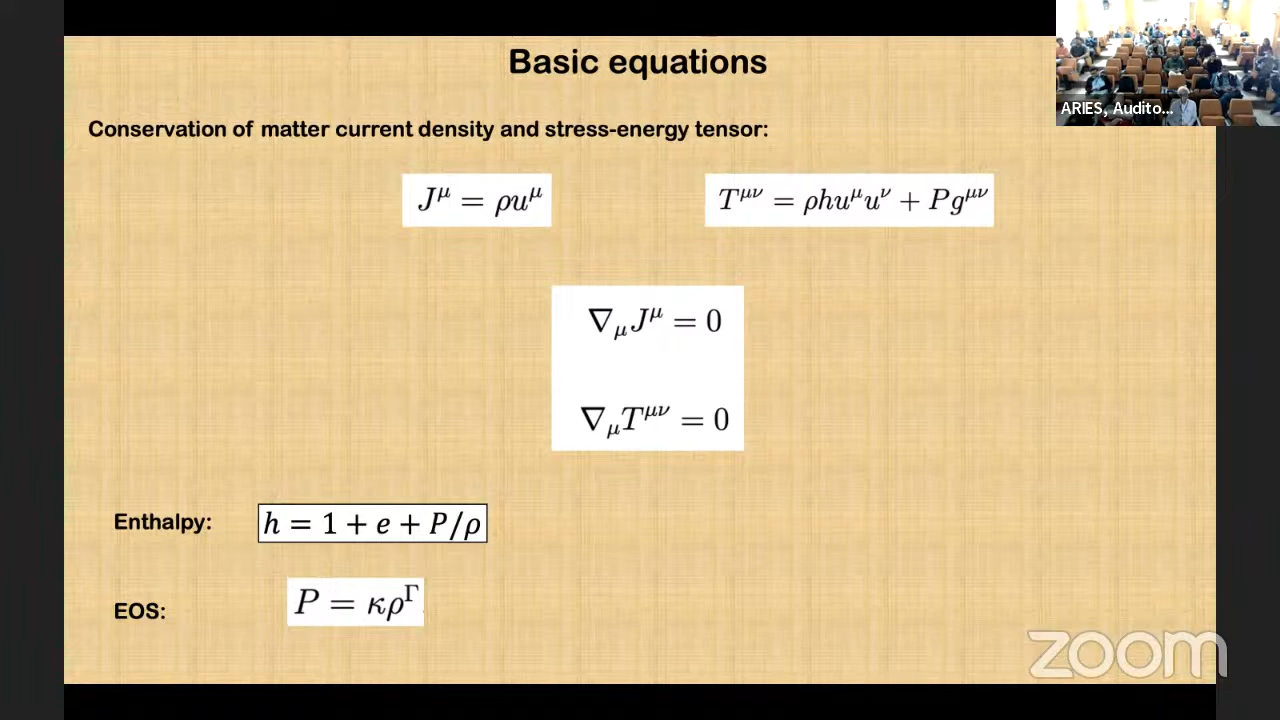 Basic equations
ARIES, Audito...
Conservation of matter current density and stress-energy tensor:
J^μ = ρu^μ
T^{μν} = ρhu^μu^ν + Pg^{μν}
∇_μJ^μ = 0
∇_μT^{μν} = 0
Enthalpy: h = 1 + e + P/ρ
EOS: P = κρ^Γ
zoom